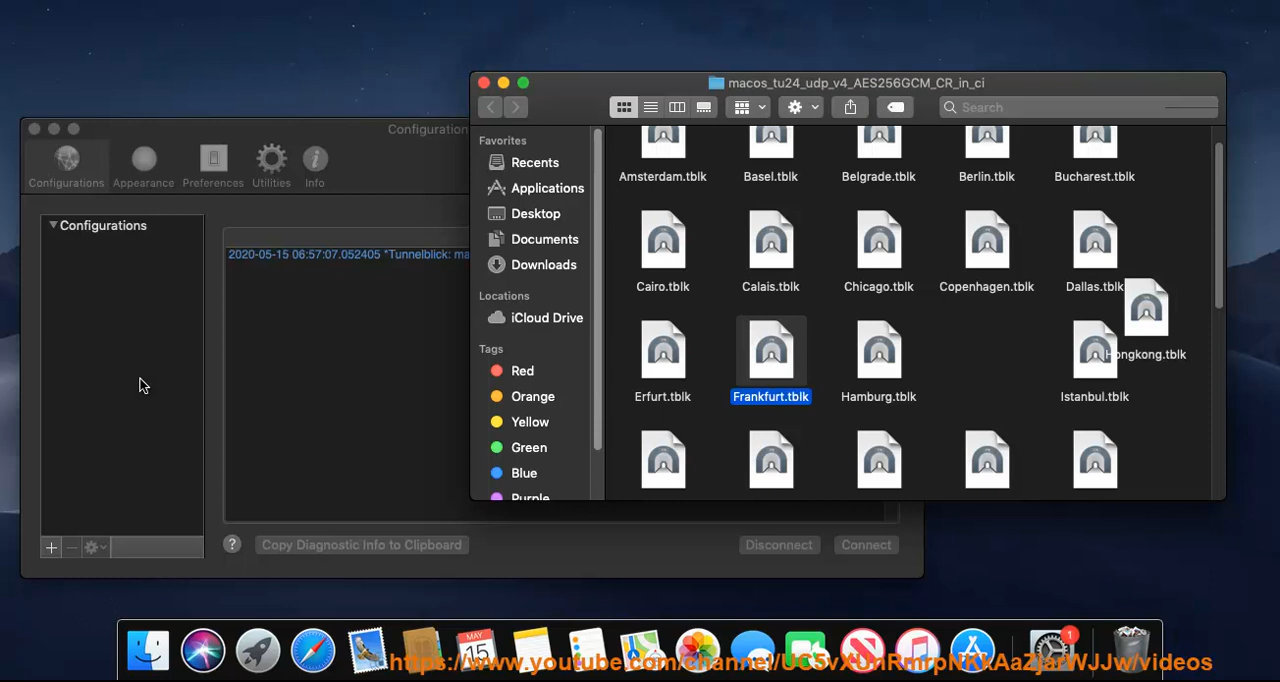 macos_tu24_udp_v4_AES256GCM_CR_in_ci
Search
Configuration
Configurations
Appearance
Preferences
Utilities
Info
Configurations
2020-05-15 06:57:07.052405 *Tunnelblick: ma
?
Copy Diagnostic Info to Clipboard
Disconnect
Connect
Favorites
Recents
Applications
Desktop
Documents
Downloads
Locations
iCloud Drive
Tags
Red
Orange
Yellow
Green
Blue
Purple
Amsterdam.tblk
Basel.tblk
Belgrade.tblk
Berlin.tblk
Bucharest.tblk
Cairo.tblk
Calais.tblk
Chicago.tblk
Copenhagen.tblk
Dallas.tblk
Hongkong.tblk
Erfurt.tblk
Frankfurt.tblk
Hamburg.tblk
Istanbul.tblk
MAY
15
1